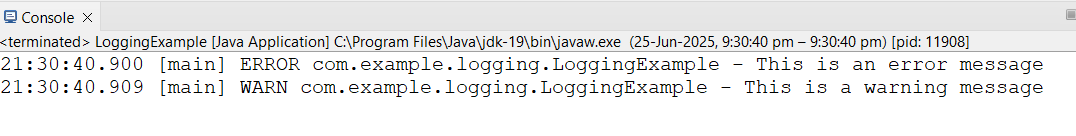 Console
<terminated> LoggingExample [Java Application] C:\Program Files\Java\jdk-19\bin\javaw.exe (25-Jun-2025, 9:30:40 pm – 9:30:40 pm) [pid: 11908]
21:30:40.900 [main] ERROR com.example.logging.LoggingExample - This is an error message
21:30:40.909 [main] WARN com.example.logging.LoggingExample - This is a warning message